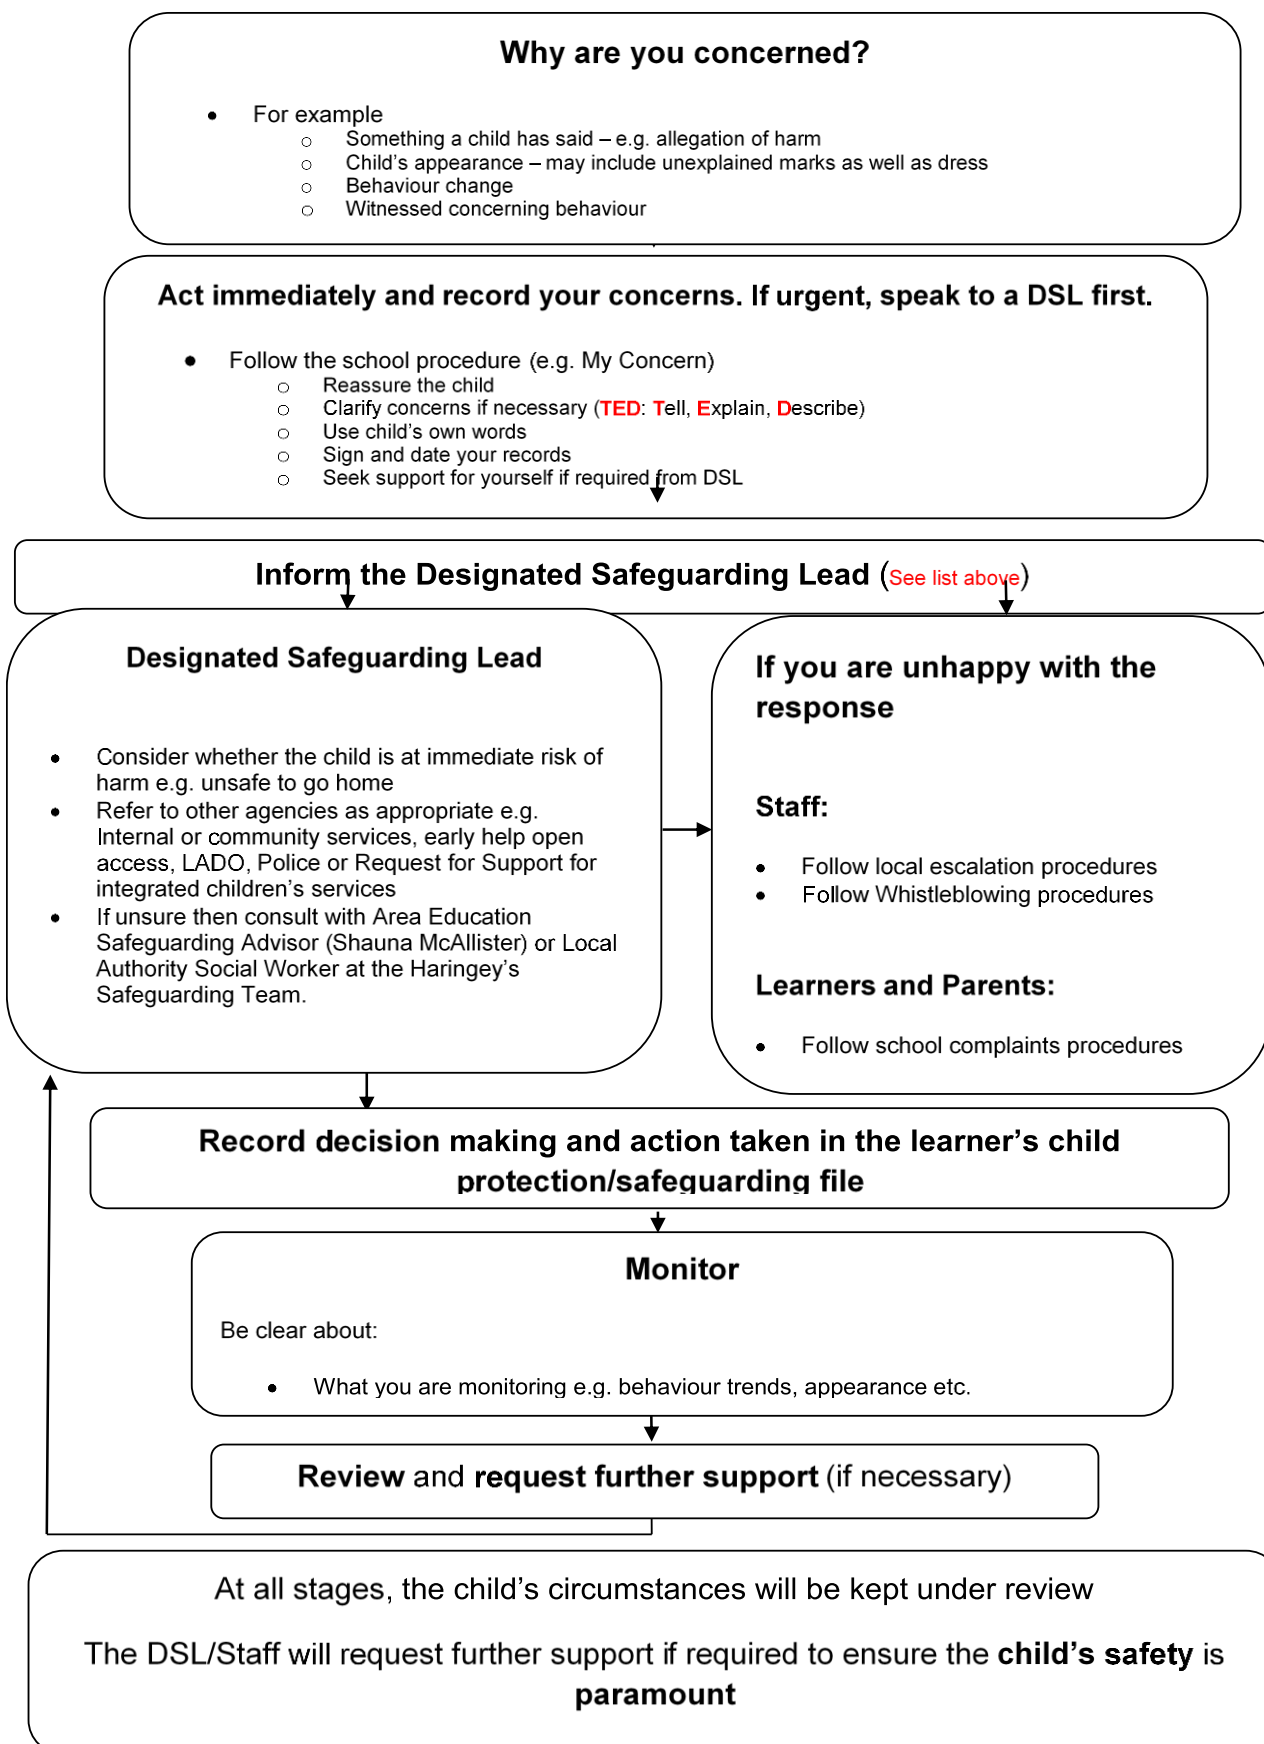 Why are you concerned?
• For example
o Something a child has said – e.g. allegation of harm
o Child's appearance – may include unexplained marks as well as dress
o Behaviour change
o Witnessed concerning behaviour
Act immediately and record your concerns. If urgent, speak to a DSL first.
• Follow the school procedure (e.g. My Concern)
o Reassure the child
o Clarify concerns if necessary (TED: Tell, Explain, Describe)
o Use child's own words
o Sign and date your records
o Seek support for yourself if required from DSL
Inform the Designated Safeguarding Lead (See list above)
Designated Safeguarding Lead
• Consider whether the child is at immediate risk of
harm e.g. unsafe to go home
• Refer to other agencies as appropriate e.g.
Internal or community services, early help open
access, LADO, Police or Request for Support for
integrated children's services
• If unsure then consult with Area Education
Safeguarding Advisor (Shauna McAllister) or Local
Authority Social Worker at the Haringey's
Safeguarding Team.
If you are unhappy with the
response
Staff:
• Follow local escalation procedures
• Follow Whistleblowing procedures
Learners and Parents:
• Follow school complaints procedures
Record decision making and action taken in the learner's child
protection/safeguarding file
Monitor
Be clear about:
• What you are monitoring e.g. behaviour trends, appearance etc.
Review and request further support (if necessary)
At all stages, the child's circumstances will be kept under review
The DSL/Staff will request further support if required to ensure the child's safety is
paramount